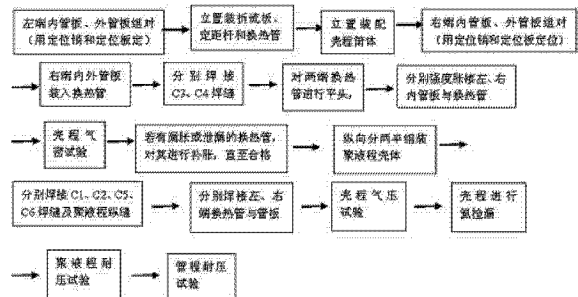 左端内管板、外管板组对
(用定位销和定位板定)
立置装折流板、
定距杆和换热管
立置装配
壳程筒体
右端内管板、外管板组对
(用定位销和定位板定位)
右端内外管板
装入换热管
分别焊接
C3、C4焊缝
对两端换热
管进行平头,
分别强度胀接左、右
内管板与换热管
壳程气
密试验
若有漏胀或泄漏的换热管,
对其进行补胀,直至合格
纵向分两半组装
聚液程壳体
分别焊接C1、C2、C5、
C6焊缝及聚液程纵缝
分别焊接左、右
端换热管与管板
壳程气压
试验
壳程进行
氦检漏
聚液程耐
压试验
管程耐压
试验